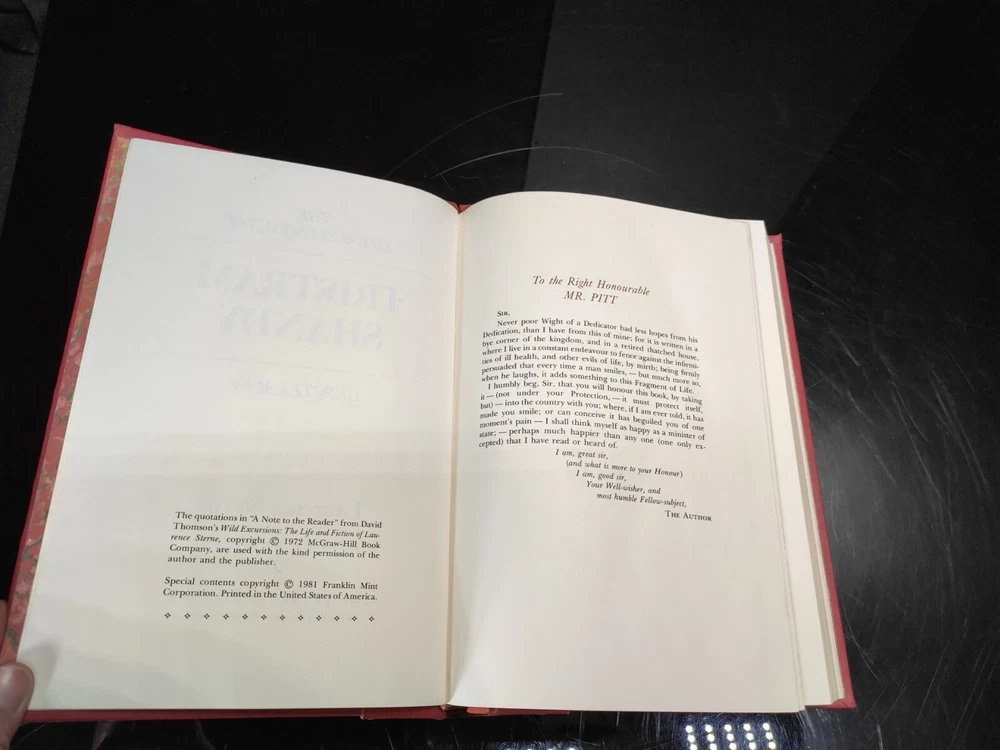 The quotations in "A Note to the Reader" from David
Thomson's Wild Excursions: The Life and Fiction of Lau-
rence Sterne, copyright © 1972 McGraw-Hill Book
Company, are used with the kind permission of the
author and the publisher.
Special contents copyright © 1981 Franklin Mint
Corporation. Printed in the United States of America.
To the Right Honourable
MR. PITT
SIR,
Never poor Wight of a Dedicator had less hopes from his
Dedication, than I have from this of mine; for it is written in a
bye corner of the kingdom, and in a retired thatched house,
where I live in a constant endeavour to fence against the infirmi-
ties of ill health, and other evils of life, by mirth; being firmly
persuaded that every time a man smiles, — but much more so,
when he laughs, it adds something to this Fragment of Life.
I humbly beg, Sir, that you will honour this book, by taking
it — (not under your Protection, — it must protect itself,
but) — into the country with you; where, if I am ever told, it has
made you smile; or can conceive it has beguiled you of one
moment's pain — I shall think myself as happy as a minister of
state; — perhaps much happier than any one (one only ex-
cepted) that I have read or heard of.
I am, great sir,
(and what is more to your Honour)
I am, good sir,
Your Well-wisher, and
most humble Fellow-subject,
THE AUTHOR